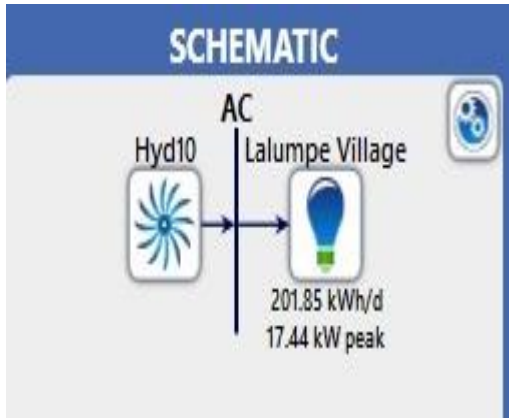 SCHEMATIC
AC
Hyd10
Lalumpe Village
201.85 kWh/d
17.44 kW peak